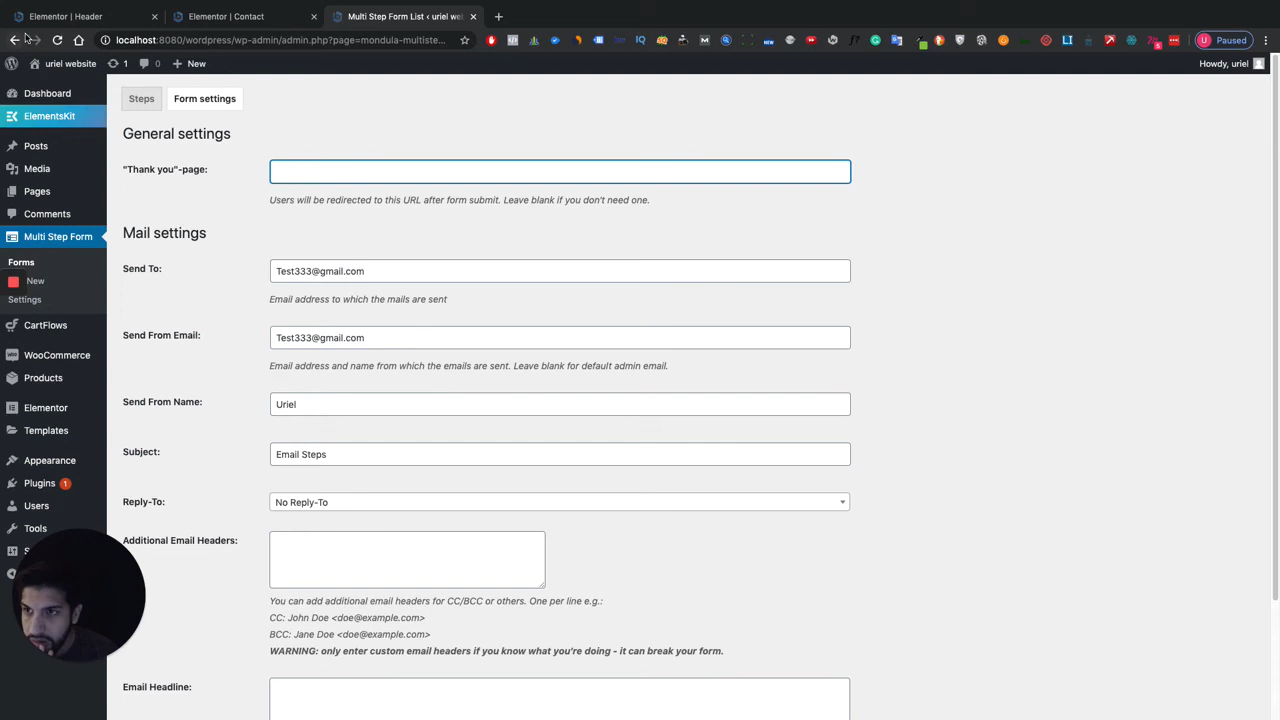 Elementor | Header
Elementor | Contact
Multi Step Form List ‹ uriel web
localhost:8080/wordpress/wp-admin/admin.php?page=mondula-multiste...
Paused
uriel website
1
0
New
Howdy, uriel
Dashboard
ElementsKit
Posts
Media
Pages
Comments
Multi Step Form
Forms
New
Settings
CartFlows
WooCommerce
Products
Elementor
Templates
Appearance
Plugins 1
Users
Tools
Steps
Form settings
General settings
"Thank you"-page:
Users will be redirected to this URL after form submit. Leave blank if you don't need one.
Mail settings
Send To:
Test333@gmail.com
Email address to which the mails are sent
Send From Email:
Test333@gmail.com
Email address and name from which the emails are sent. Leave blank for default admin email.
Send From Name:
Uriel
Subject:
Email Steps
Reply-To:
No Reply-To
Additional Email Headers:
You can add additional email headers for CC/BCC or others. One per line e.g.:
CC: John Doe <doe@example.com>
BCC: Jane Doe <doe@example.com>
WARNING: only enter custom email headers if you know what you're doing - it can break your form.
Email Headline: